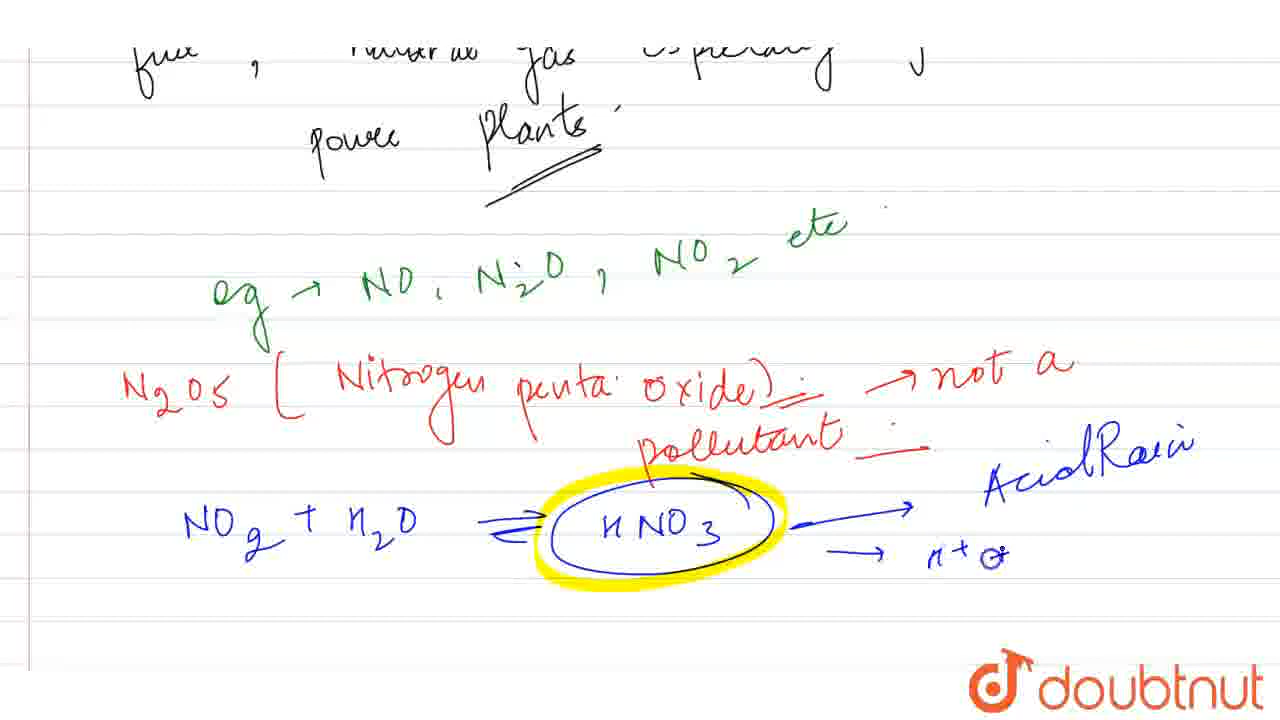 gas
power plants.
eg → NO, N2O, NO2 etc
N2O5 ( Nitrogen penta oxide) → not a
pollutant
Acid Rain
NO2 + H2O ⇌ HNO3 →
→ H+
doubtnut